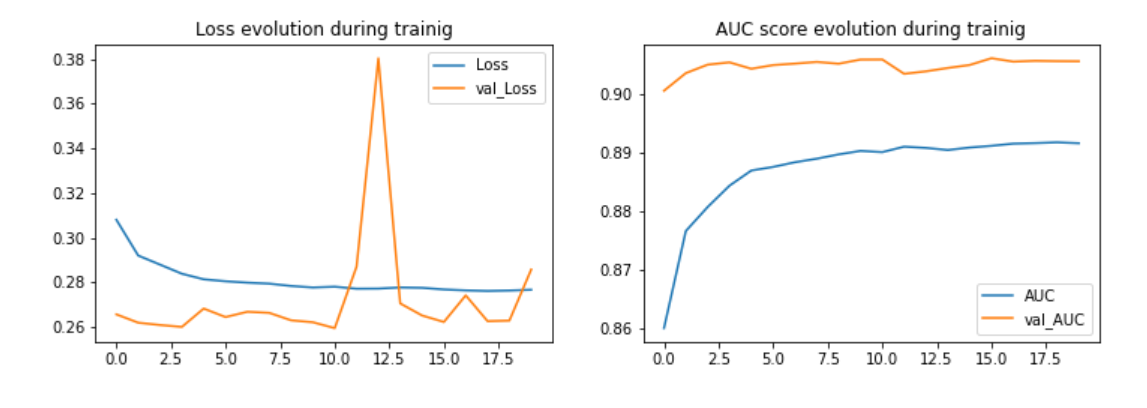 Loss evolution during trainig
0.38
0.36
0.34
0.32
0.30
0.28
0.26
0.0 2.5 5.0 7.5 10.0 12.5 15.0 17.5
Loss
val_Loss
AUC score evolution during trainig
0.90
0.89
0.88
0.87
0.86
0.0 2.5 5.0 7.5 10.0 12.5 15.0 17.5
AUC
val_AUC